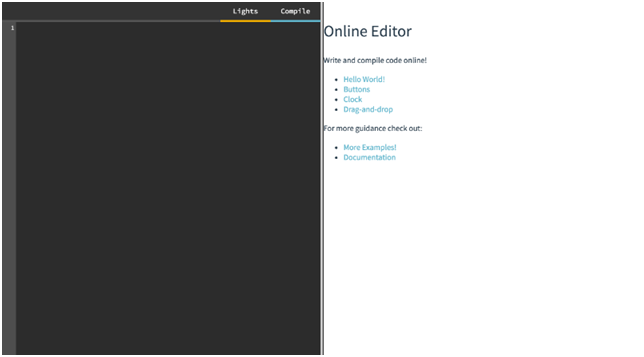 Lights Compile
1
Online Editor
Write and compile code online!
Hello World!
Buttons
Clock
Drag-and-drop
For more guidance check out:
More Examples!
Documentation